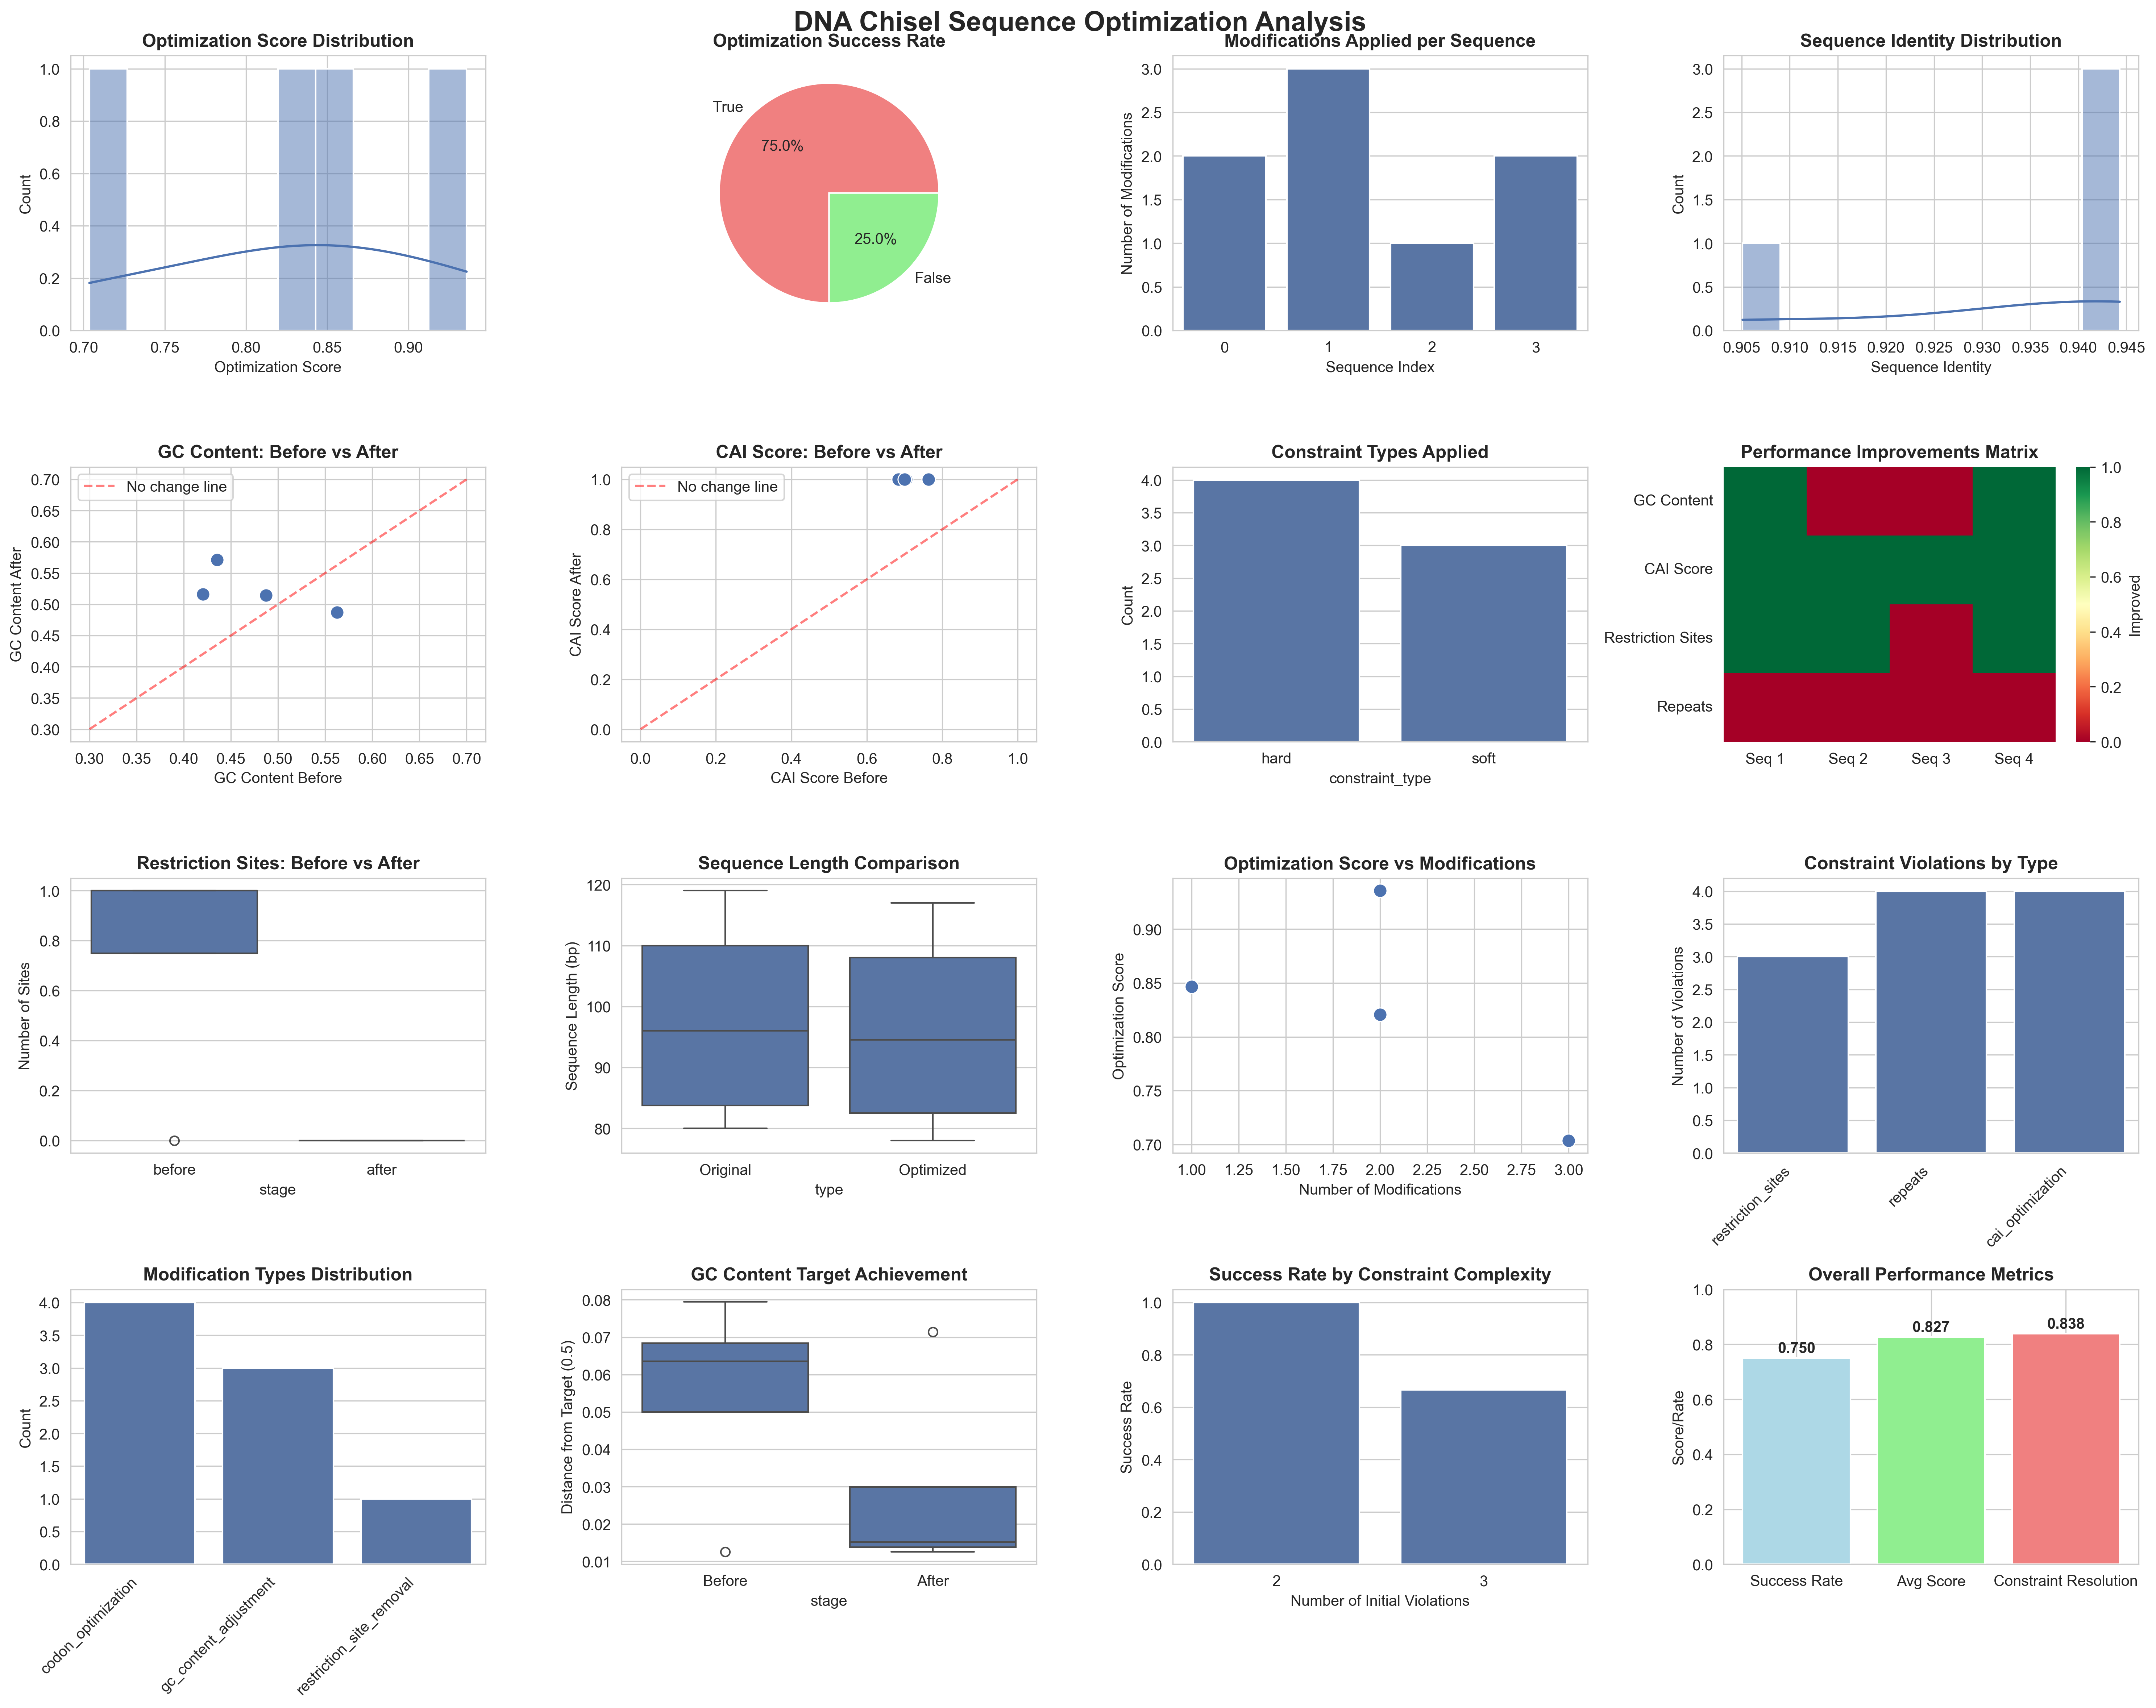 DNA Chisel Sequence Optimization Analysis
Optimization Score Distribution
1.0
0.8
0.6
0.4
0.2
0.0
Count
0.70 0.75 0.80 0.85 0.90
Optimization Score
Optimization Success Rate
True
75.0%
25.0%
False
Modifications Applied per Sequence
3.0
2.5
2.0
1.5
1.0
0.5
0.0
Number of Modifications
0 1 2 3
Sequence Index
Sequence Identity Distribution
3.0
2.5
2.0
1.5
1.0
0.5
0.0
Count
0.905 0.910 0.915 0.920 0.925 0.930 0.935 0.940 0.945
Sequence Identity
GC Content: Before vs After
No change line
0.70
0.65
0.60
0.55
0.50
0.45
0.40
0.35
0.30
GC Content After
0.30 0.35 0.40 0.45 0.50 0.55 0.60 0.65 0.70
GC Content Before
CAI Score: Before vs After
No change line
1.0
0.8
0.6
0.4
0.2
0.0
CAI Score After
0.0 0.2 0.4 0.6 0.8 1.0
CAI Score Before
Constraint Types Applied
4.0
3.5
3.0
2.5
2.0
1.5
1.0
0.5
0.0
Count
hard soft
constraint_type
Performance Improvements Matrix
GC Content
CAI Score
Restriction Sites
Repeats
Seq 1 Seq 2 Seq 3 Seq 4
1.0
0.8
0.6
0.4
0.2
0.0
Improved
Restriction Sites: Before vs After
1.0
0.8
0.6
0.4
0.2
0.0
Number of Sites
before after
stage
Sequence Length Comparison
120
110
100
90
80
Sequence Length (bp)
Original Optimized
type
Optimization Score vs Modifications
0.90
0.85
0.80
0.75
0.70
Optimization Score
1.00 1.25 1.50 1.75 2.00 2.25 2.50 2.75 3.00
Number of Modifications
Constraint Violations by Type
4.0
3.5
3.0
2.5
2.0
1.5
1.0
0.5
0.0
Number of Violations
restriction_sites
repeats
cai_optimization
Modification Types Distribution
4.0
3.5
3.0
2.5
2.0
1.5
1.0
0.5
0.0
Count
codon_optimization
gc_content_adjustment
restriction_site_removal
GC Content Target Achievement
0.08
0.07
0.06
0.05
0.04
0.03
0.02
0.01
Distance from Target (0.5)
Before After
stage
Success Rate by Constraint Complexity
1.0
0.8
0.6
0.4
0.2
0.0
Success Rate
2 3
Number of Initial Violations
Overall Performance Metrics
1.0
0.8
0.6
0.4
0.2
0.0
Score/Rate
0.750
0.827
0.838
Success Rate Avg Score Constraint Resolution